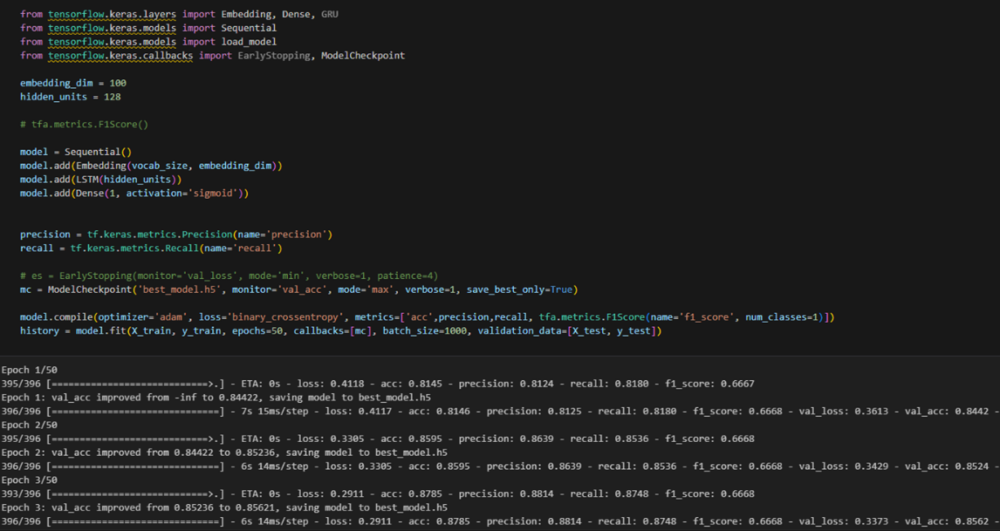 from tensorflow.keras.layers import Embedding, Dense, GRU
from tensorflow.keras.models import Sequential
from tensorflow.keras.models import load_model
from tensorflow.keras.callbacks import EarlyStopping, ModelCheckpoint
embedding_dim = 100
hidden_units = 128
# tfa.metrics.F1Score()
model = Sequential()
model.add(Embedding(vocab_size, embedding_dim))
model.add(LSTM(hidden_units))
model.add(Dense(1, activation='sigmoid'))
precision = tf.keras.metrics.Precision(name='precision')
recall = tf.keras.metrics.Recall(name='recall')
# es = EarlyStopping(monitor='val_loss', mode='min', verbose=1, patience=4)
mc = ModelCheckpoint('best_model.h5', monitor='val_acc', mode='max', verbose=1, save_best_only=True)
model.compile(optimizer='adam', loss='binary_crossentropy', metrics=['acc',precision,recall, tfa.metrics.F1Score(name='f1_score', num_classes=1)])
history = model.fit(X_train, y_train, epochs=50, callbacks=[mc], batch_size=1000, validation_data=[X_test, y_test])
Epoch 1/50
395/396 [============================>.] - ETA: 0s - loss: 0.4118 - acc: 0.8145 - precision: 0.8124 - recall: 0.8180 - f1_score: 0.6667
Epoch 1: val_acc improved from -inf to 0.84422, saving model to best_model.h5
396/396 [==============================] - 7s 15ms/step - loss: 0.4117 - acc: 0.8146 - precision: 0.8125 - recall: 0.8180 - f1_score: 0.6668 - val_loss: 0.3613 - val_acc: 0.8442 -
Epoch 2/50
395/396 [============================>.] - ETA: 0s - loss: 0.3305 - acc: 0.8595 - precision: 0.8639 - recall: 0.8536 - f1_score: 0.6668
Epoch 2: val_acc improved from 0.84422 to 0.85236, saving model to best_model.h5
396/396 [==============================] - 6s 14ms/step - loss: 0.3305 - acc: 0.8595 - precision: 0.8639 - recall: 0.8536 - f1_score: 0.6668 - val_loss: 0.3429 - val_acc: 0.8524 -
Epoch 3/50
393/396 [============================>.] - ETA: 0s - loss: 0.2911 - acc: 0.8785 - precision: 0.8814 - recall: 0.8748 - f1_score: 0.6668
Epoch 3: val_acc improved from 0.85236 to 0.85621, saving model to best_model.h5
396/396 [==============================] - 6s 14ms/step - loss: 0.2911 - acc: 0.8785 - precision: 0.8814 - recall: 0.8748 - f1_score: 0.6668 - val_loss: 0.3373 - val_acc: 0.8562 -